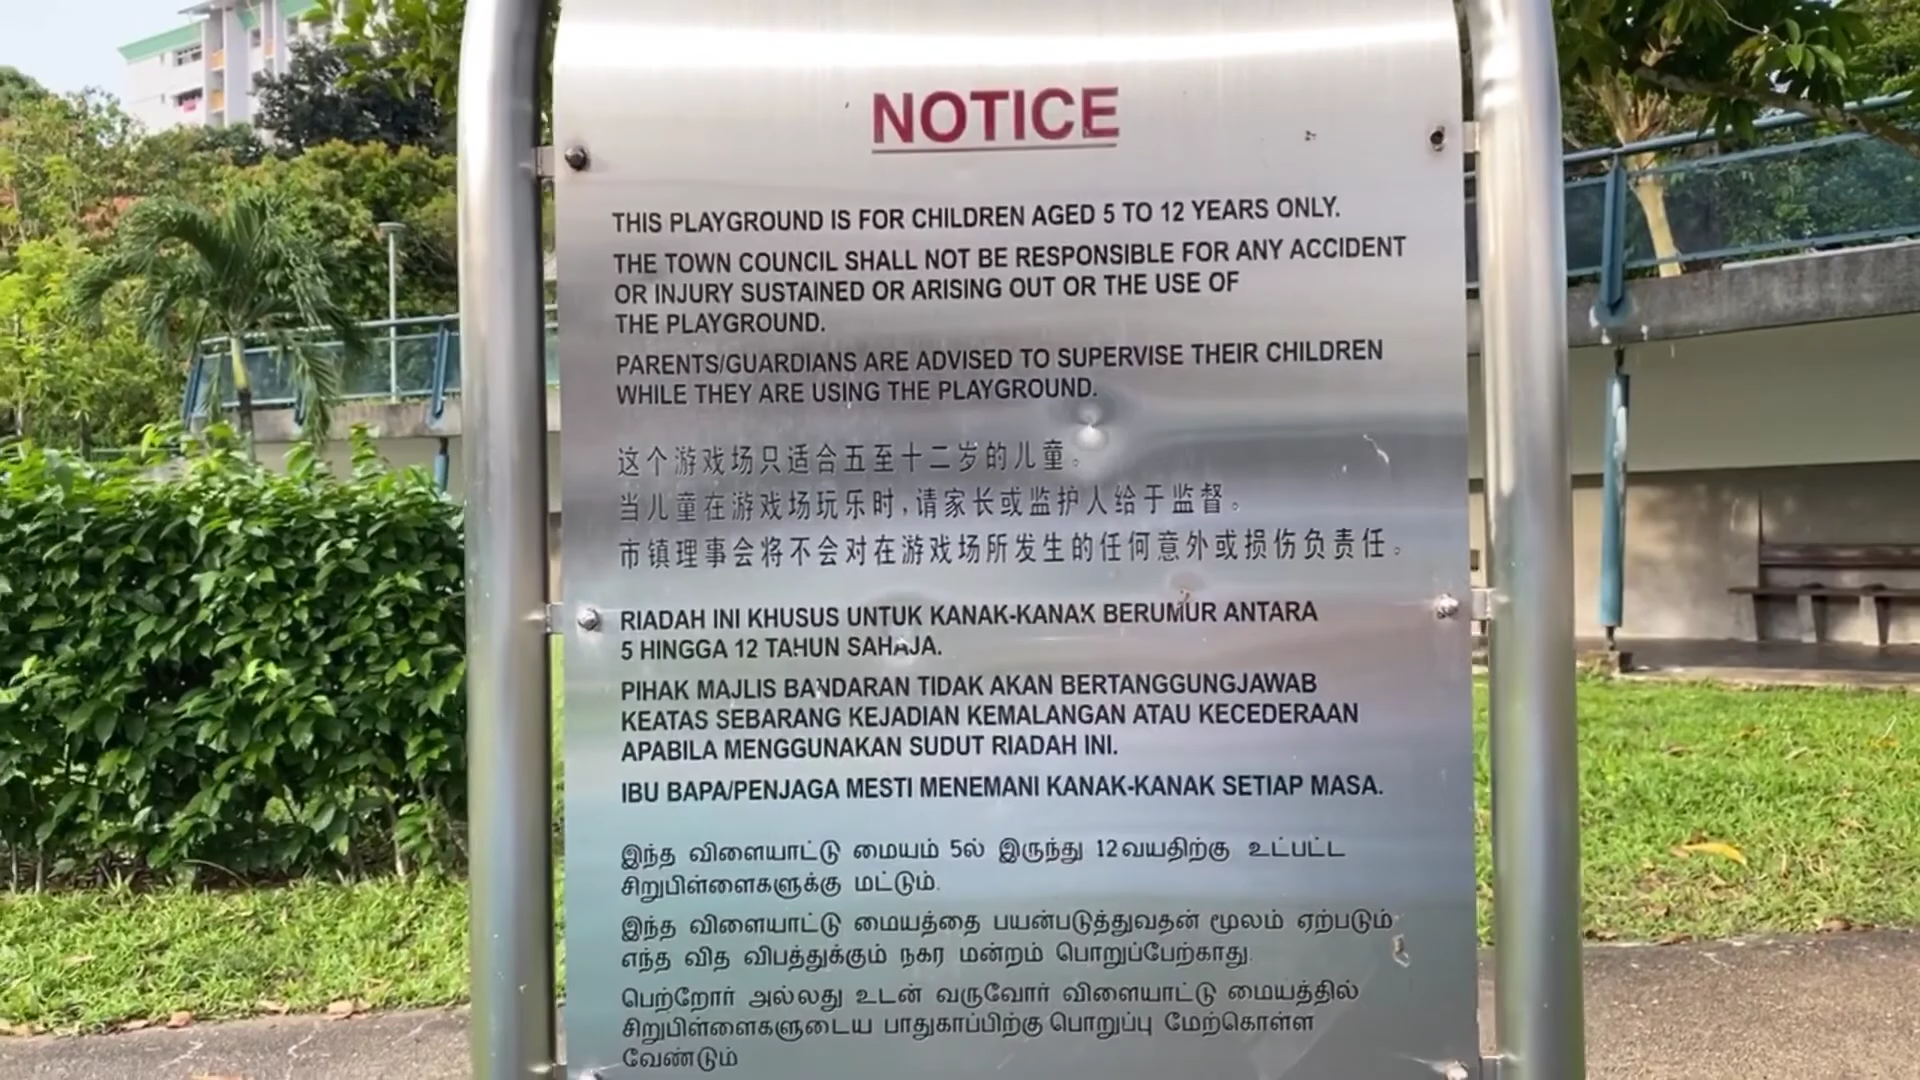 NOTICE
THIS PLAYGROUND IS FOR CHILDREN AGED 5 TO 12 YEARS ONLY.
THE TOWN COUNCIL SHALL NOT BE RESPONSIBLE FOR ANY ACCIDENT
OR INJURY SUSTAINED OR ARISING OUT OR THE USE OF
THE PLAYGROUND.
PARENTS/GUARDIANS ARE ADVISED TO SUPERVISE THEIR CHILDREN
WHILE THEY ARE USING THE PLAYGROUND.
这个游戏场只适合五至十二岁的儿童。
当儿童在游戏场玩乐时,请家长或监护人给于监督。
市镇理事会将不会对在游戏场所发生的任何意外或损伤负责任。
RIADAH INI KHUSUS UNTUK KANAK-KANAK BERUMUR ANTARA
5 HINGGA 12 TAHUN SAHAJA.
PIHAK MAJLIS BANDARAN TIDAK AKAN BERTANGGUNGJAWAB
KEATAS SEBARANG KEJADIAN KEMALANGAN ATAU KECEDERAAN
APABILA MENGGUNAKAN SUDUT RIADAH INI.
IBU BAPA/PENJAGA MESTI MENEMANI KANAK-KANAK SETIAP MASA.
இந்த விளையாட்டு மையம் 5ல் இருந்து 12வயதிற்கு உட்பட்ட
சிறுபிள்ளைகளுக்கு மட்டும்.
இந்த விளையாட்டு மையத்தை பயன்படுத்துவதன் மூலம் ஏற்படும்
எந்த வித விபத்துக்கும் நகர மன்றம் பொறுப்பேற்காது.
பெற்றோர் அல்லது உடன் வருவோர் விளையாட்டு மையத்தில்
சிறுபிள்ளைகளுடைய பாதுகாப்பிற்கு பொறுப்பு மேற்கொள்ள
வேண்டும்